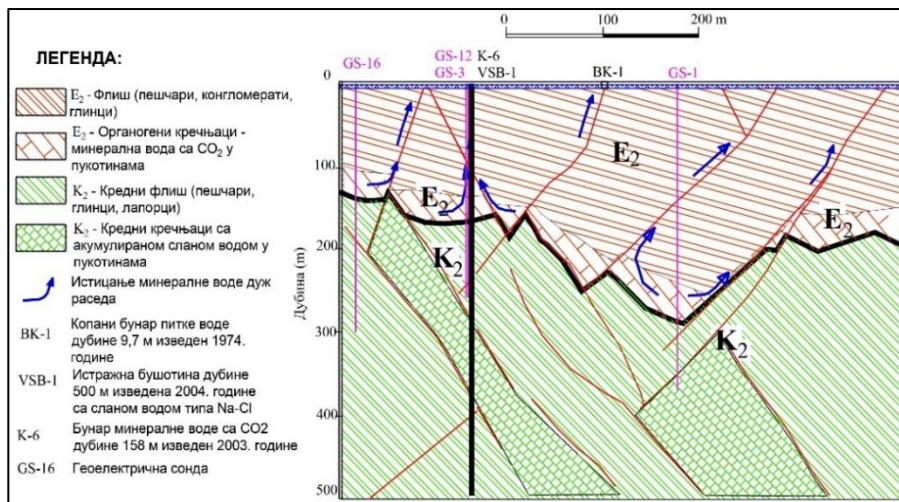 0 100 200 m
ЛЕГЕНДА:
E2 - Флиш (пешчари, конгломерати,
глинци)
E2 - Органогени кречњаци -
минерална вода са CO2 у
пукотинама
K2 - Кредни флиш (пешчари,
глинци, лапорци)
K2 - Кредни кречњаци са
акумулираном сланом водом у
пукотинама
Истицање минералне воде дуж
раседа
BK-1
Копани бунар питке воде
дубине 9,7 м изведен 1974.
године
VSB-1
Истражна бушотина дубине
500 м изведена 2004. године
са сланом водом типа Na-Cl
K-6
Бунар минералне воде са CO2
дубине 158 м изведен 2003. године
GS-16
Геоелектрична сонда
GS-16
GS-12 K-6
GS-3 VSB-1
BK-1
GS-1
0
100
200
300
400
500
Дубина (m)
E2
E2
E2
K2
K2